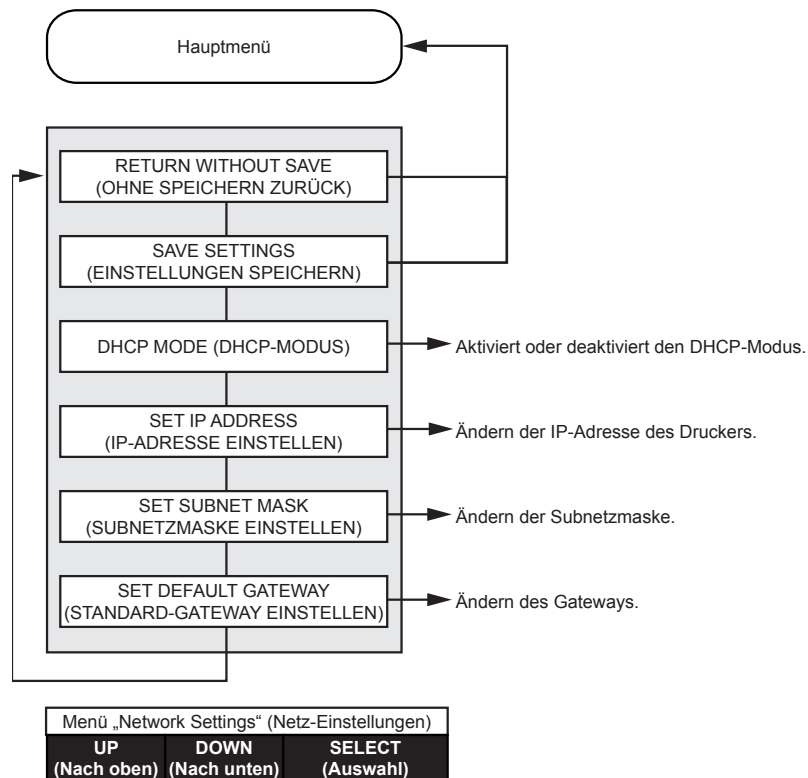 Hauptmenü
RETURN WITHOUT SAVE
(OHNE SPEICHERN ZURÜCK)
SAVE SETTINGS
(EINSTELLUNGEN SPEICHERN)
DHCP MODE (DHCP-MODUS)
Aktiviert oder deaktiviert den DHCP-Modus.
SET IP ADDRESS
(IP-ADRESSE EINSTELLEN)
Ändern der IP-Adresse des Druckers.
SET SUBNET MASK
(SUBNETZMASKE EINSTELLEN)
Ändern der Subnetzmaske.
SET DEFAULT GATEWAY
(STANDARD-GATEWAY EINSTELLEN)
Ändern des Gateways.
Menü „Network Settings“ (Netz-Einstellungen)
UP DOWN SELECT
(Nach oben) (Nach unten) (Auswahl)